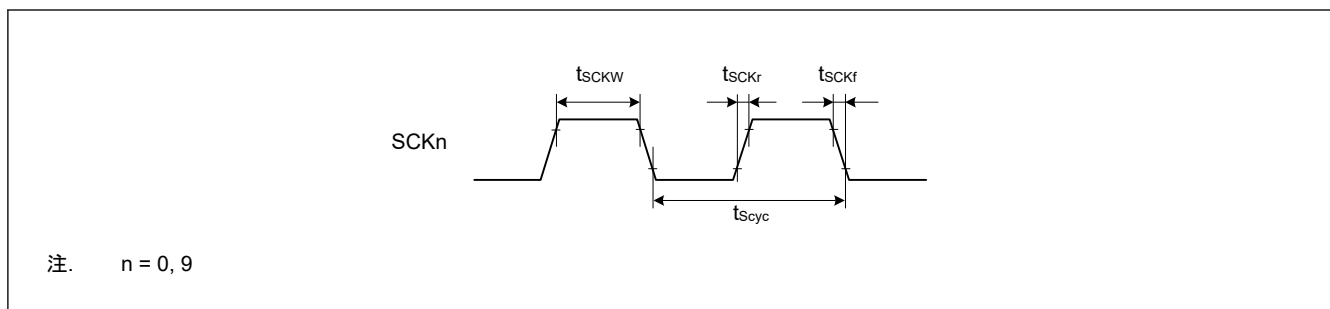 tSCKW tSCKr tSCKf
SCKn
tScyc
注. n = 0, 9